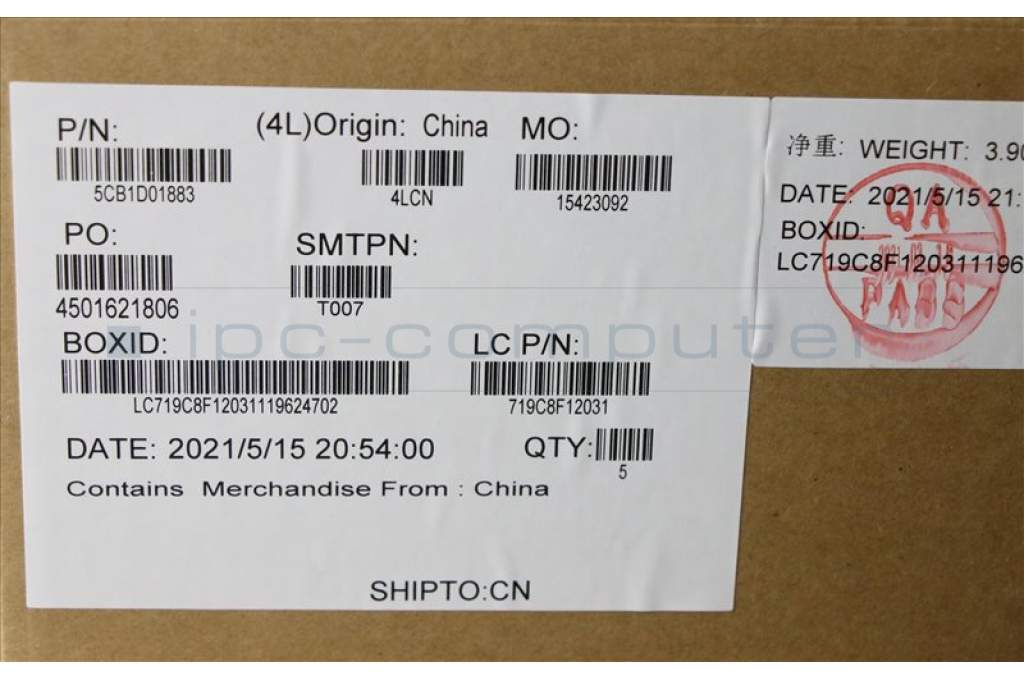 P/N: (4L)Origin: China MO:
5CB1D01883 4LCN 15423092
PO: SMTPN:
4501621806 T007
BOXID: LC P/N:
LC719C8F12031119624702 719C8F12031
DATE: 2021/5/15 20:54:00 QTY:
5
Contains Merchandise From : China
SHIPTO:CN
净重: WEIGHT: 3.90
DATE: 2021/5/15 21:
BOXID:
LC719C8F1203111196
QA
PASS
ipc-computer